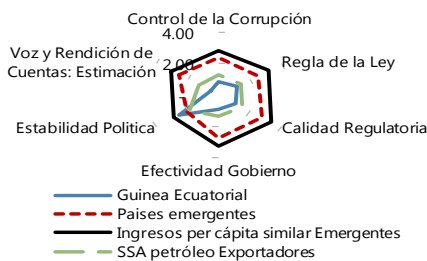 Control de la Corrupción
4.00
Voz y Rendición de
Cuentas: Estimación
2.00
Regla de la Ley
-
Estabilidad Politica
Calidad Regulatoria
Efectividad Gobierno
Guinea Ecuatorial
Paises emergentes
Ingresos per cápita similar Emergentes
SSA petróleo Exportadores